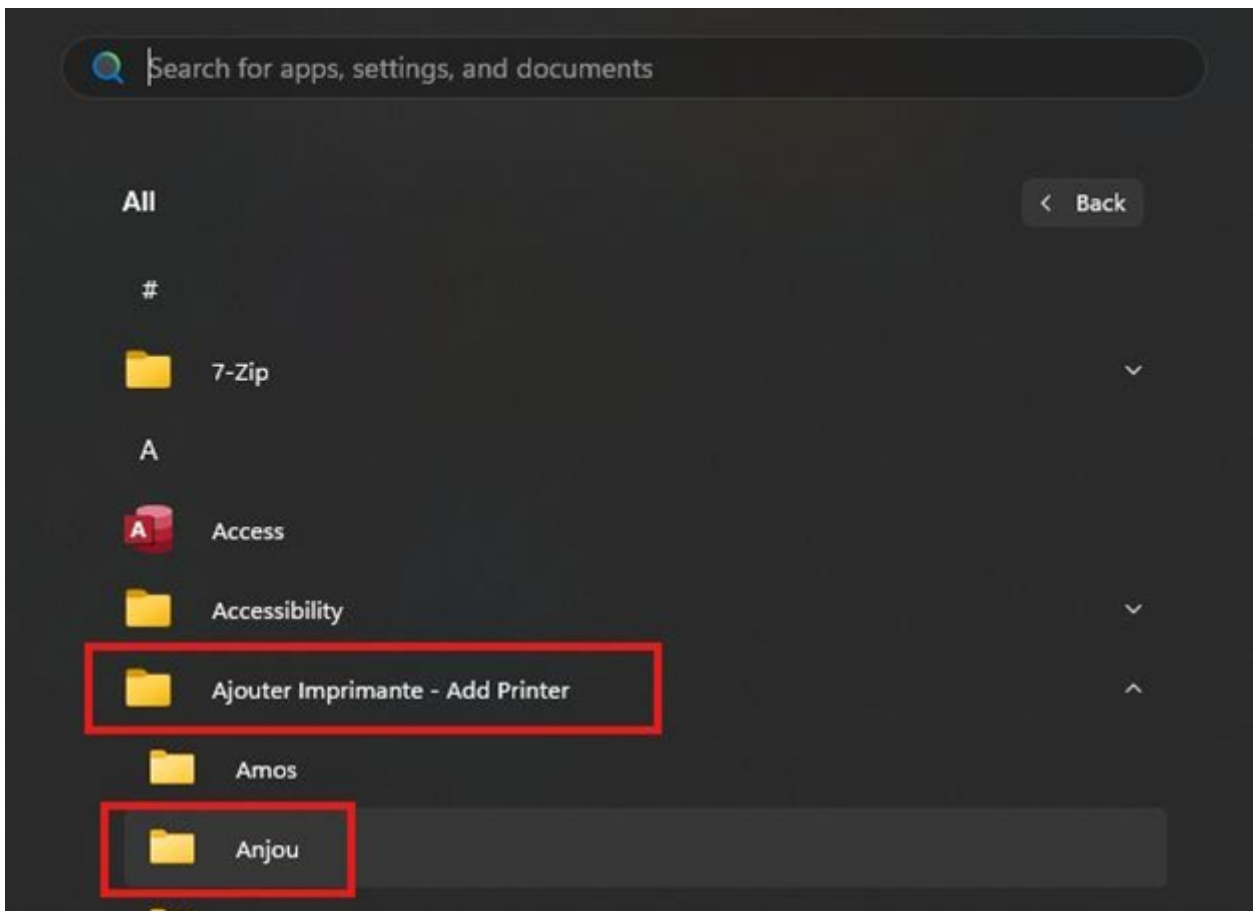 Search for apps, settings, and documents
All
Back
#
7-Zip
A
A Access
Accessibility
Ajouter Imprimante - Add Printer
Amos
Anjou